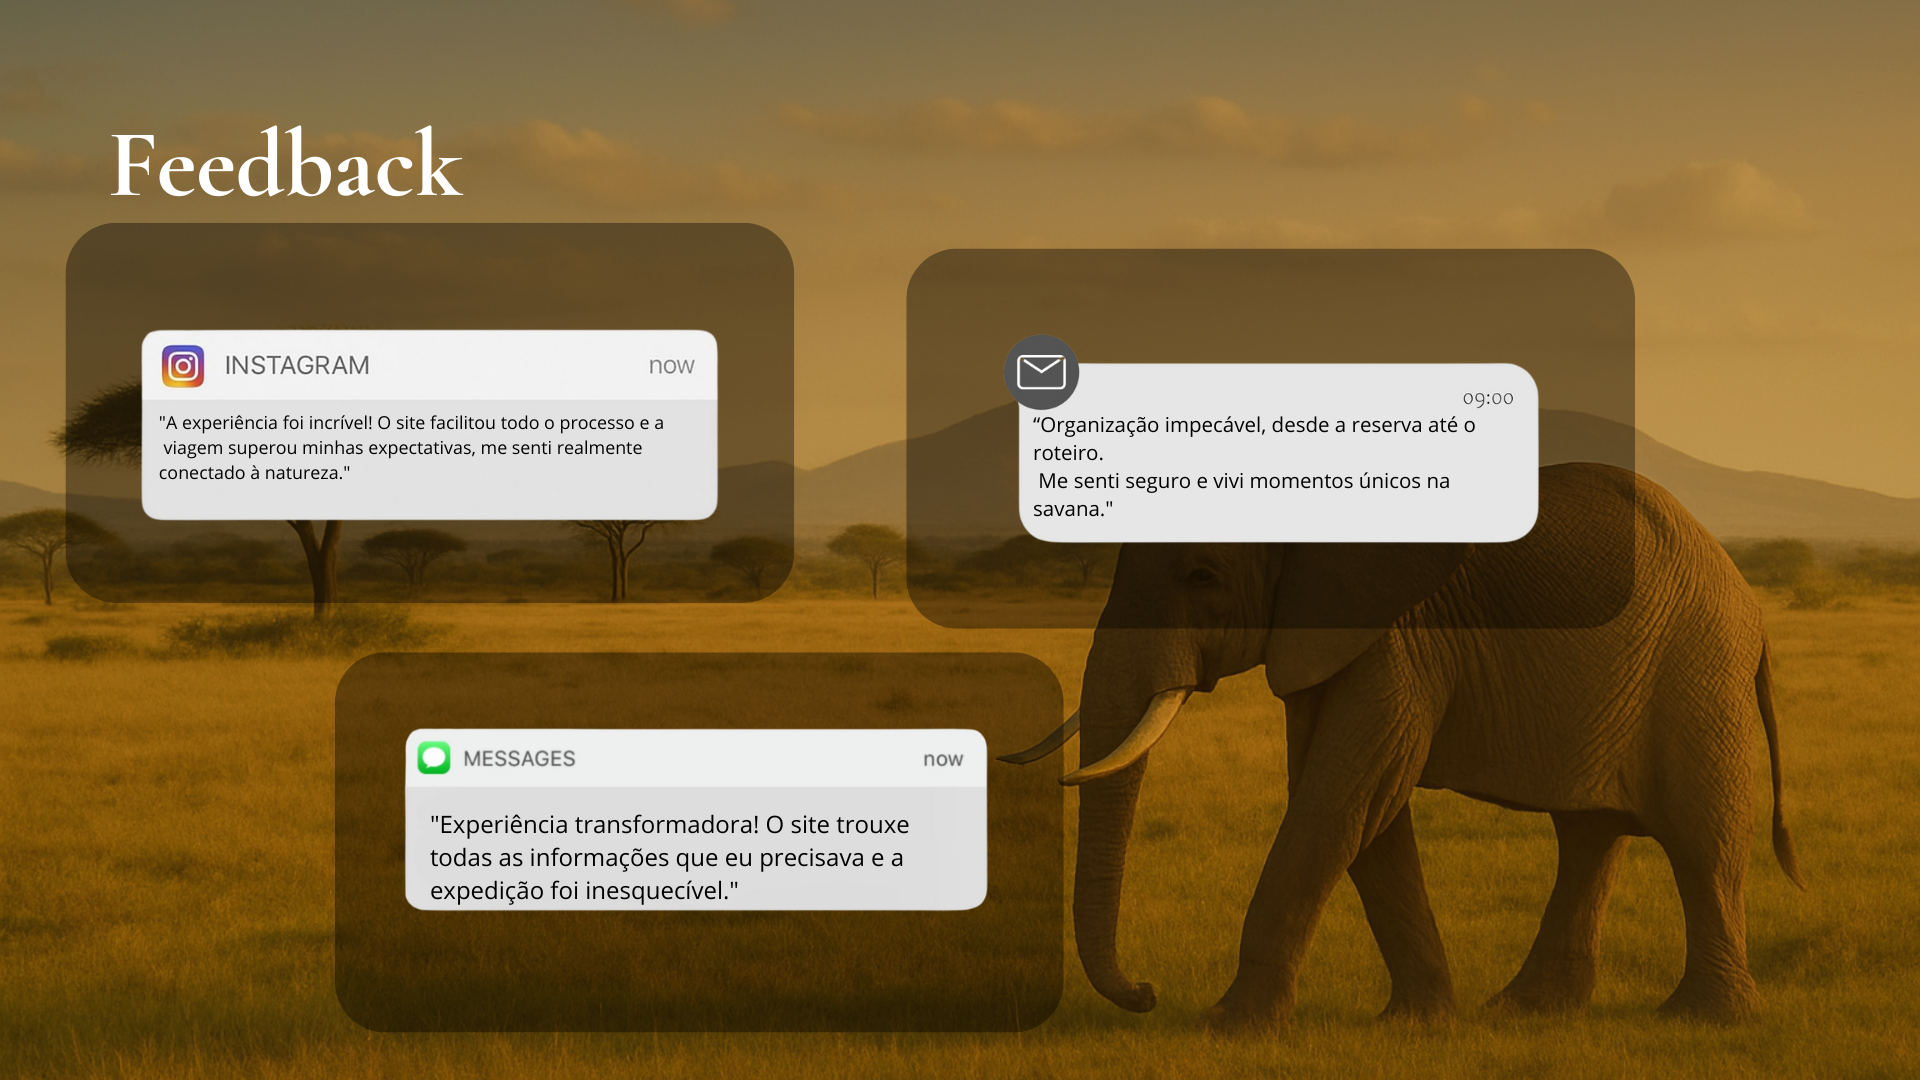 Feedback
INSTAGRAM now
"A experiência foi incrível! O site facilitou todo o processo e a
viagem superou minhas expectativas, me senti realmente
conectado à natureza."
09:00
“Organização impecável, desde a reserva até o
roteiro.
Me senti seguro e vivi momentos únicos na
savana."
MESSAGES now
"Experiência transformadora! O site trouxe
todas as informações que eu precisava e a
expedição foi inesquecível."